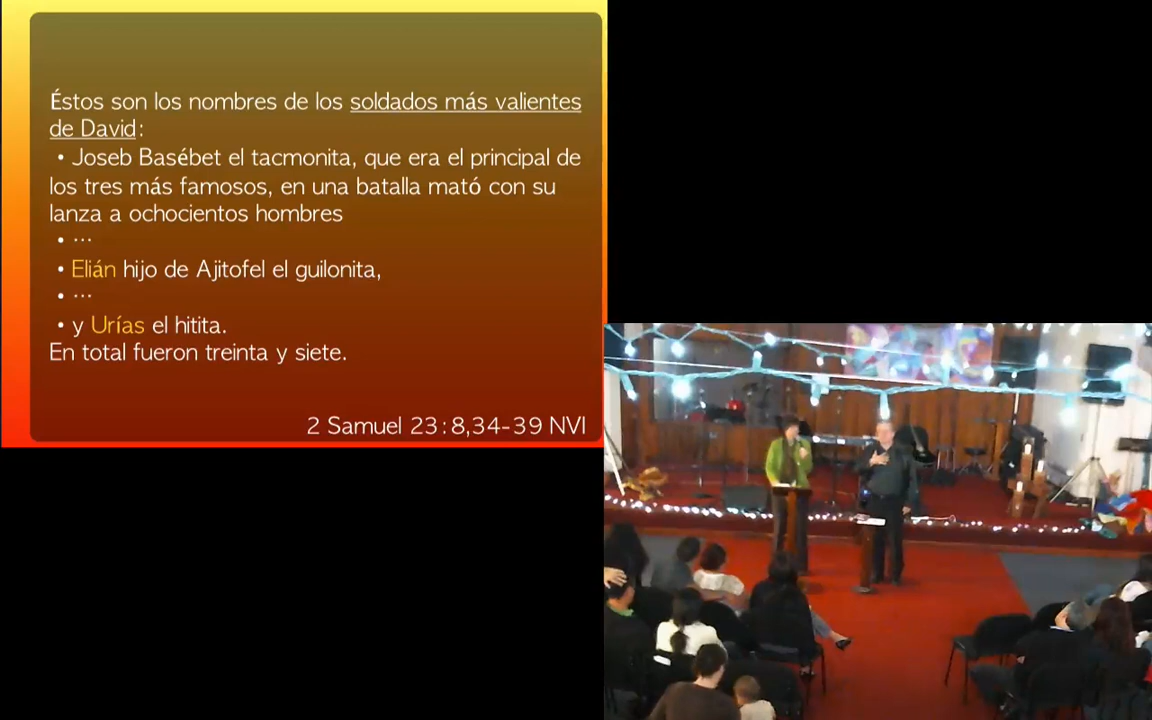 Éstos son los nombres de los soldados más valientes
de David:
• Joseb Basébet el tacmonita, que era el principal de
los tres más famosos, en una batalla mató con su
lanza a ochocientos hombres
• ...
• Elián hijo de Ajitofel el guilonita,
• ...
• y Urías el hitita.
En total fueron treinta y siete.
2 Samuel 23:8,34-39 NVI